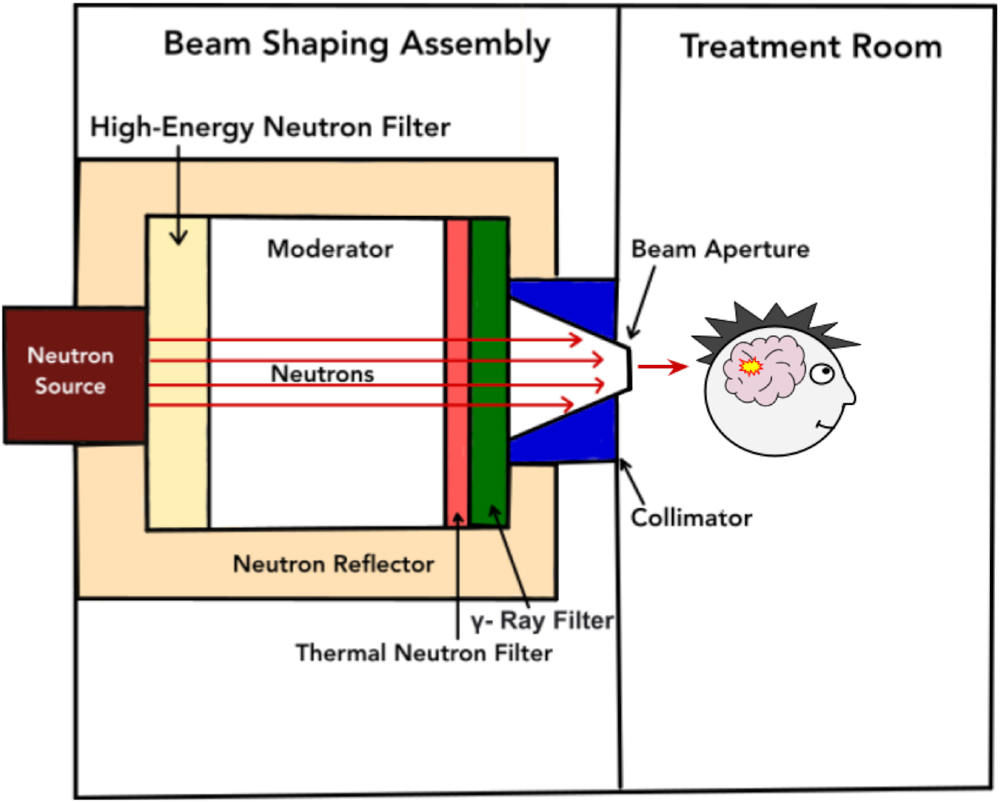 Beam Shaping Assembly
Treatment Room
High-Energy Neutron Filter
Moderator
Beam Aperture
Neutron
Source
Neutrons
Collimator
Neutron Reflector
γ- Ray Filter
Thermal Neutron Filter